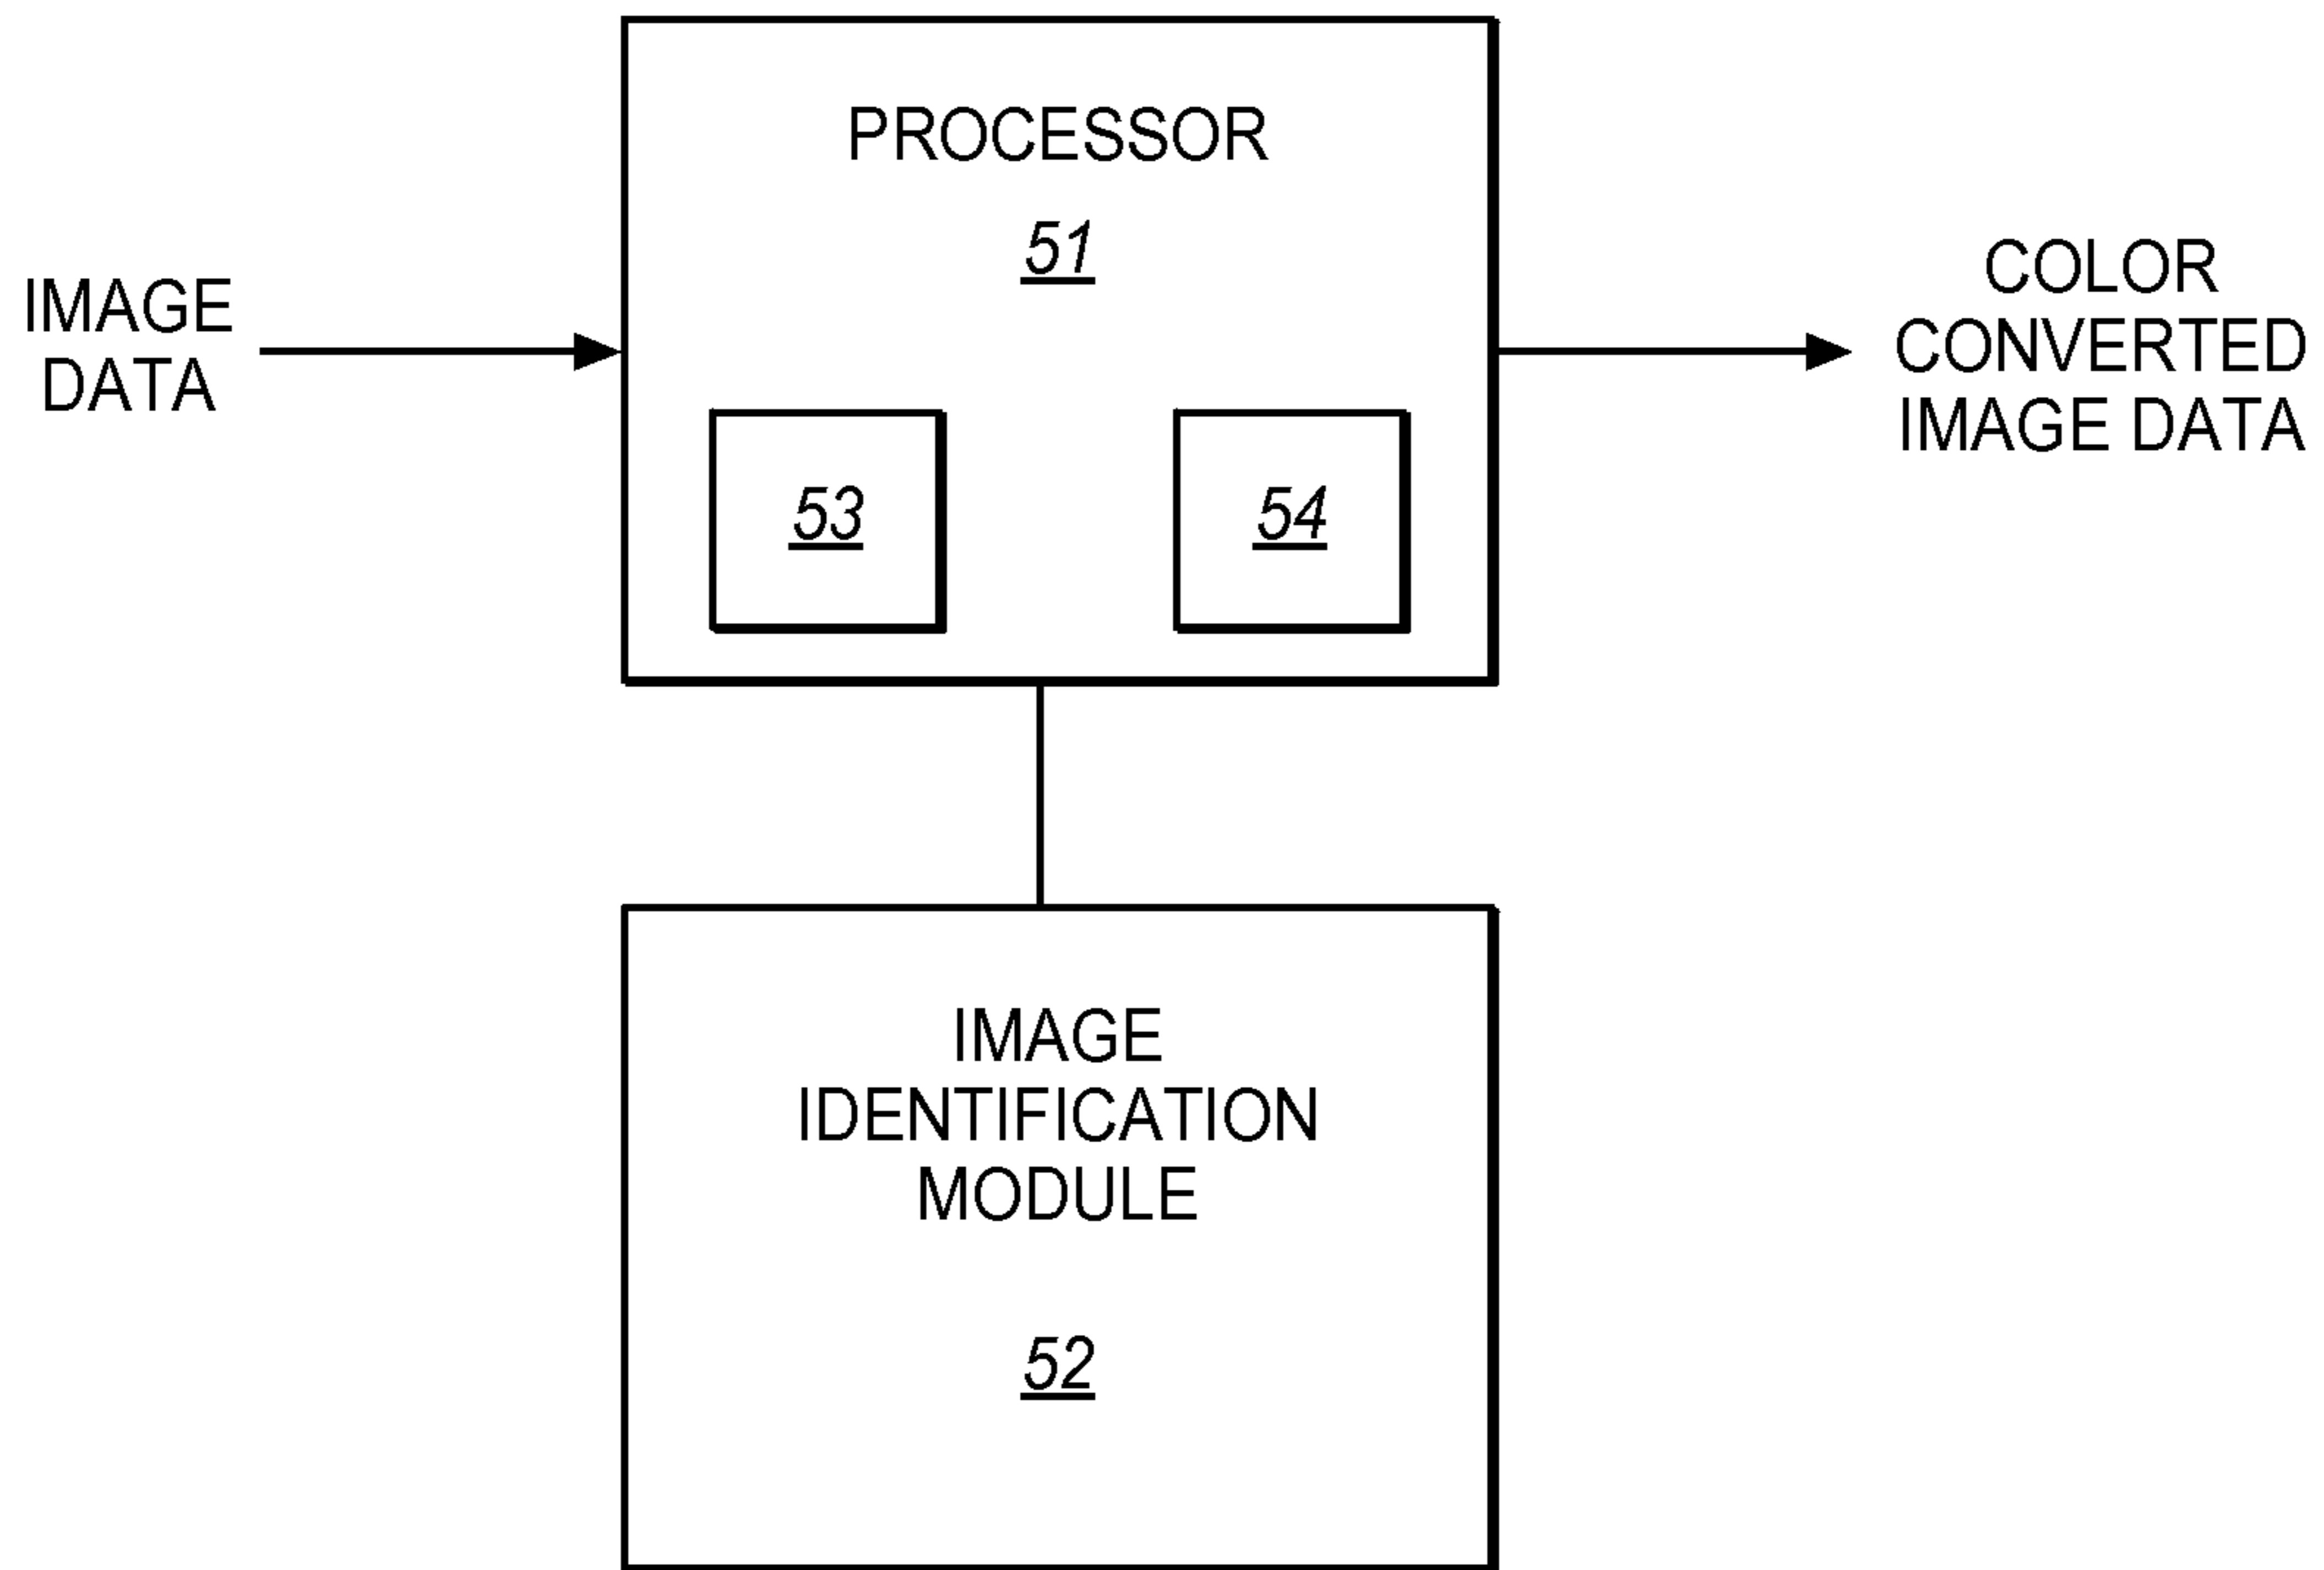 PROCESSOR
51
IMAGE
DATA
COLOR
CONVERTED
IMAGE DATA
53
54
IMAGE
IDENTIFICATION
MODULE
52